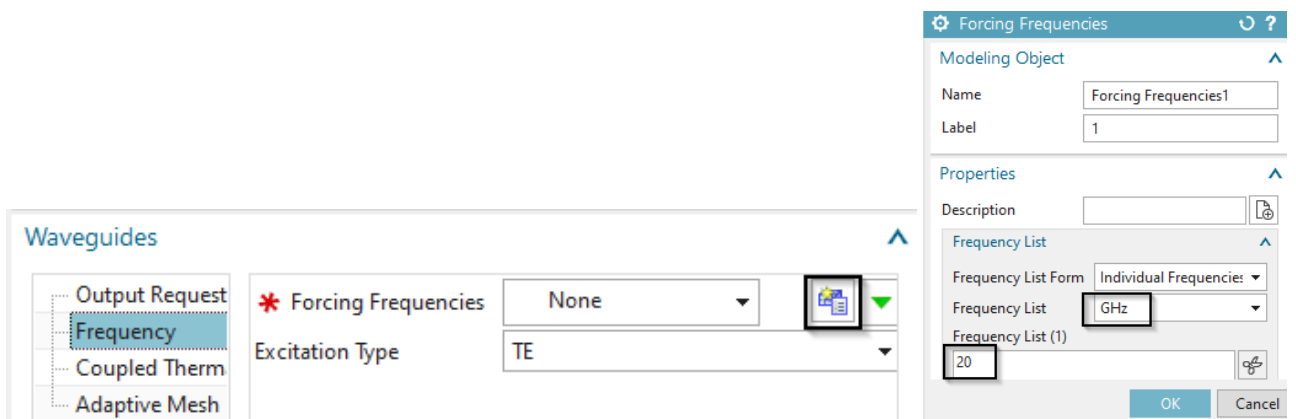 Waveguides
Output Request
Frequency
Coupled Therm
Adaptive Mesh
* Forcing Frequencies None
Excitation Type TE
Forcing Frequencies ?
Modeling Object
Name Forcing Frequencies1
Label 1
Properties
Description
Frequency List
Frequency List Form Individual Frequencies
Frequency List GHz
Frequency List (1)
20
OK Cancel